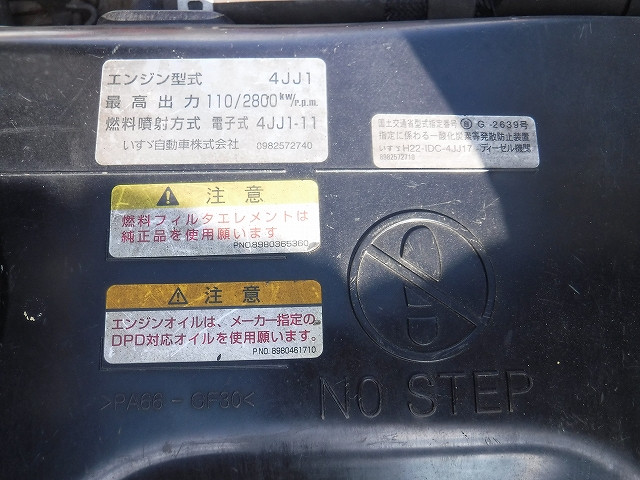 エンジン型式 4JJ1
最高出力 110/2800 kw/r.p.m.
燃料噴射方式 電子式 4JJ1-11
いすゞ自動車株式会社 0982572740
国土交通省型式指定番号 Ⓑ G -2639号
指定に係わる一酸化炭素等発散防止装置
いすゞ H22-IDC-4JJ17 ディーゼル機関
0982572710
注意
燃料フィルタエレメントは
純正品を使用願います
PNO.8980365360
注意
エンジンオイルは、メーカー指定の
DPD対応オイルを使用願います。
PNO.8980461710
>PA66-GF30<
NO STEP